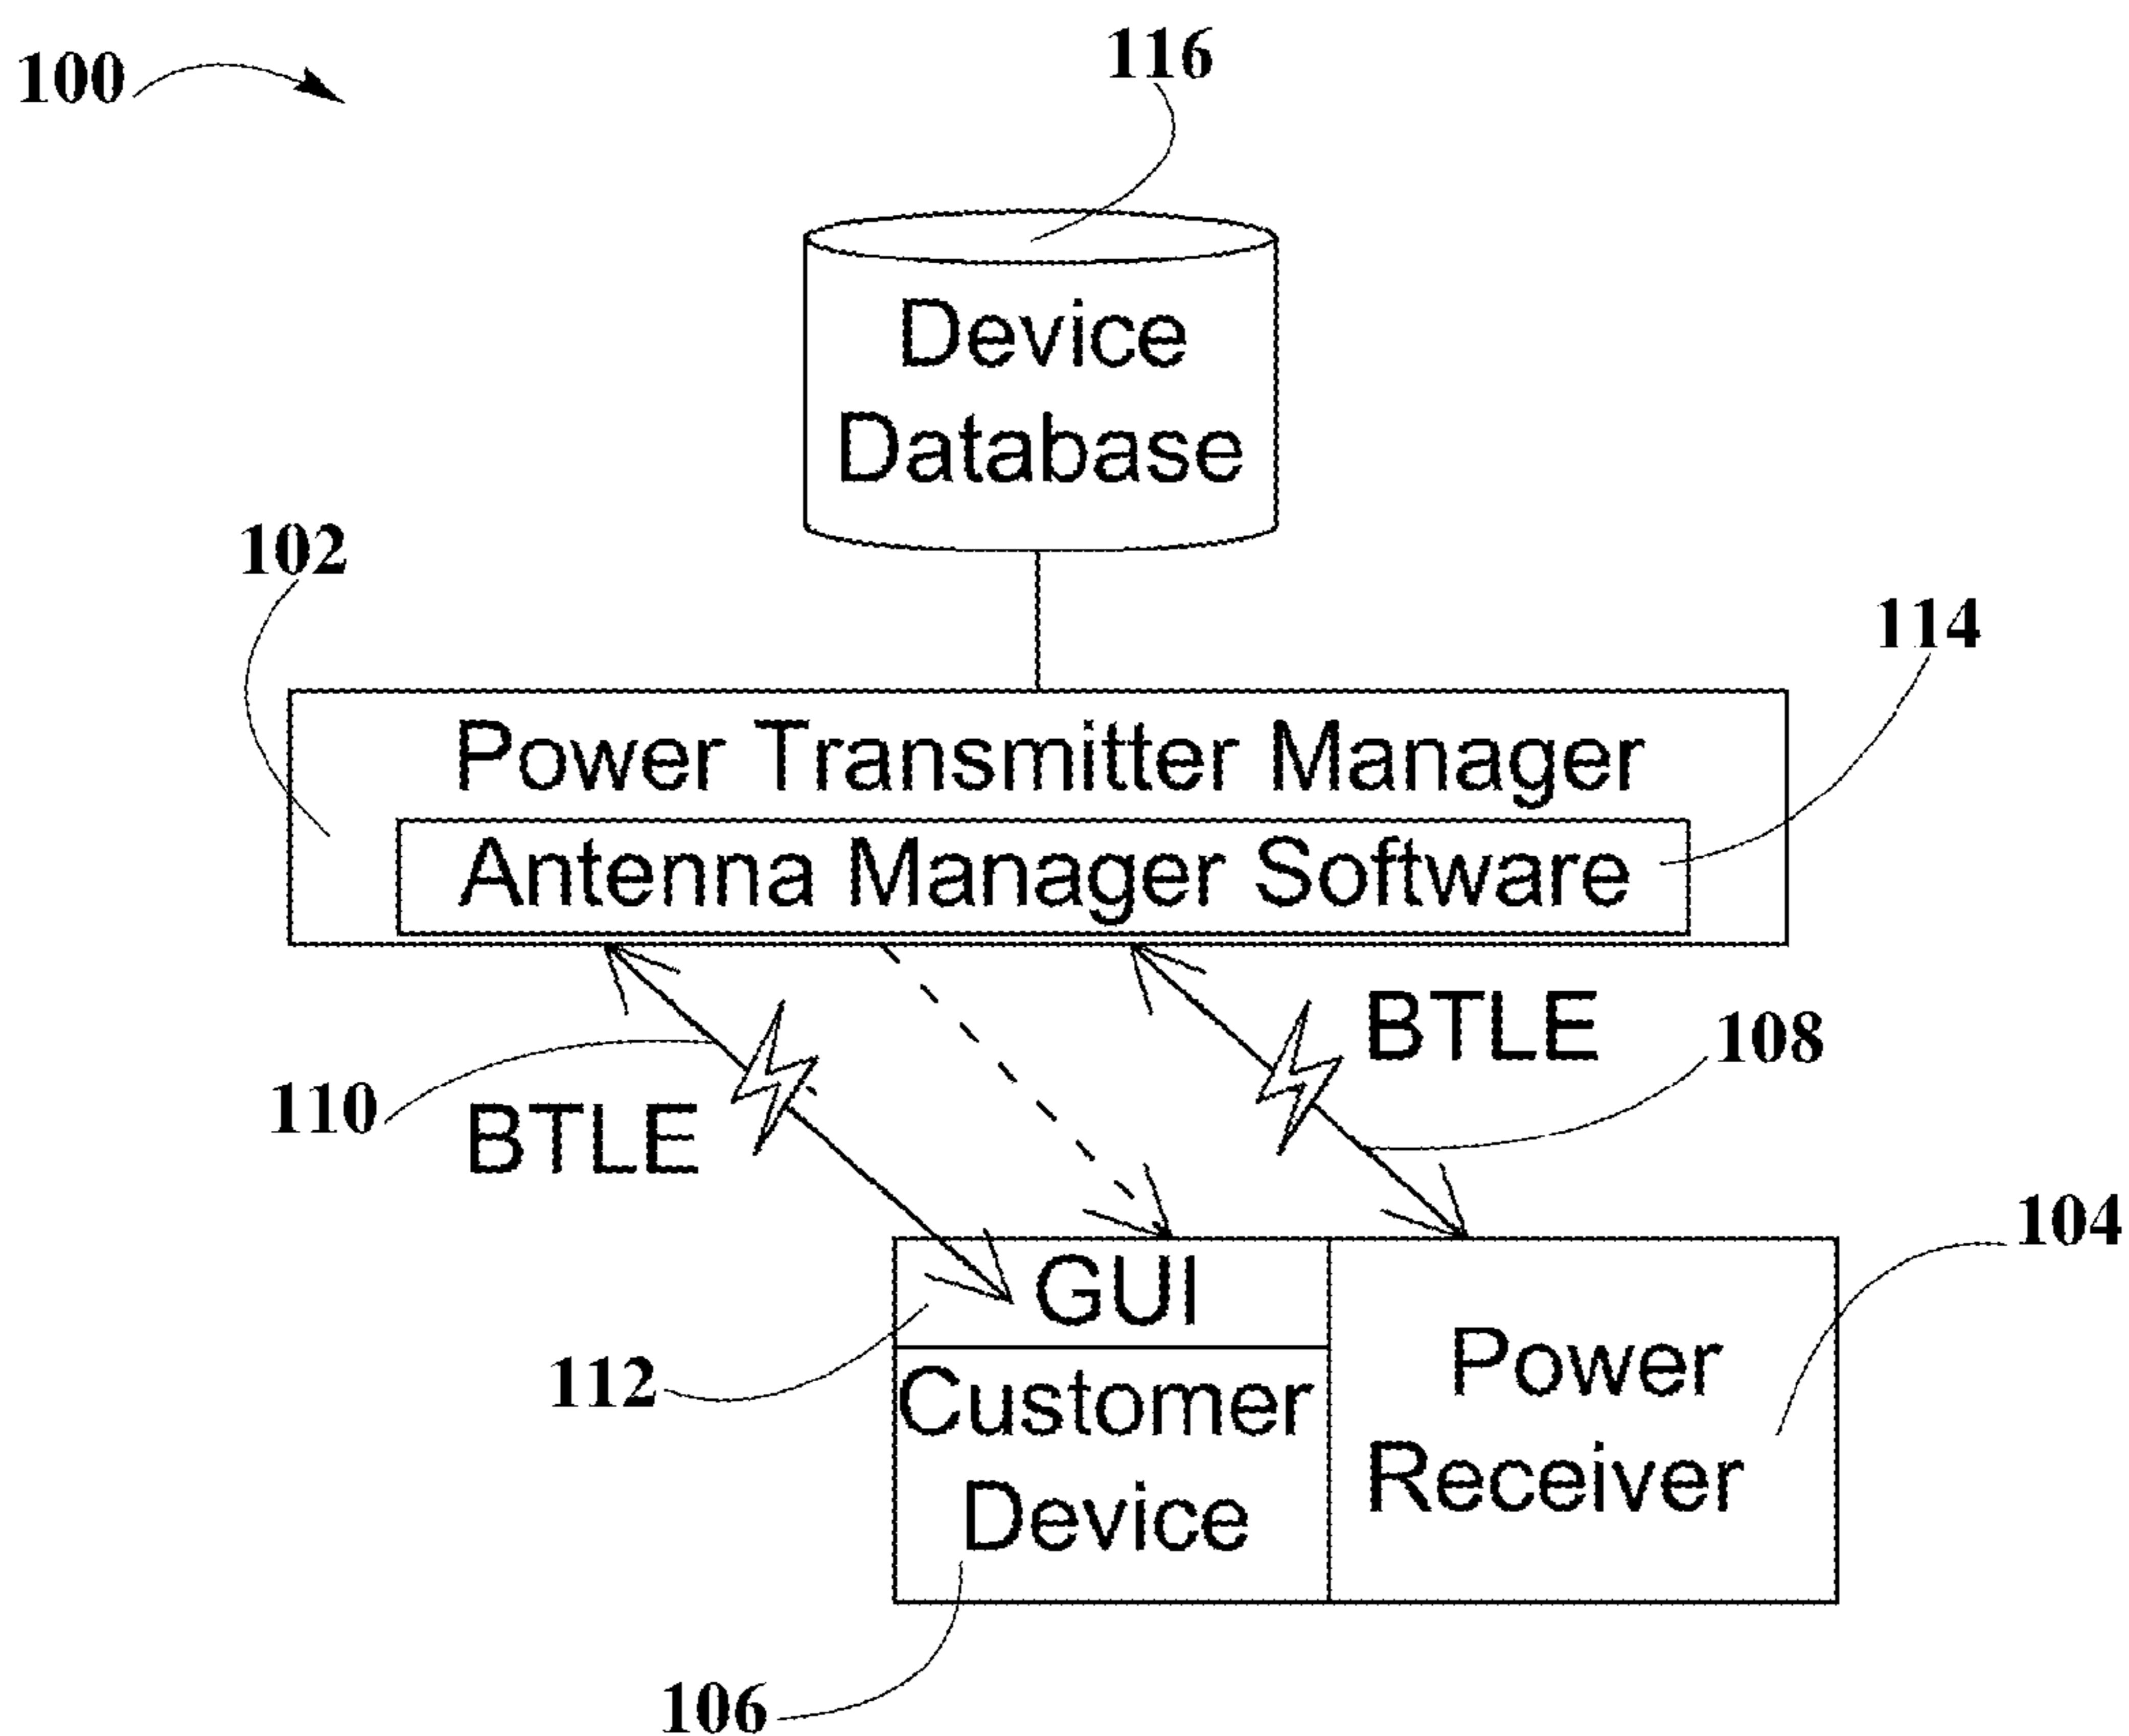 100
116
Device
Database
102
114
Power Transmitter Manager
Antenna Manager Software
BTLE
108
110
BTLE
104
GUI
112
Customer
Device
Power
Receiver
106